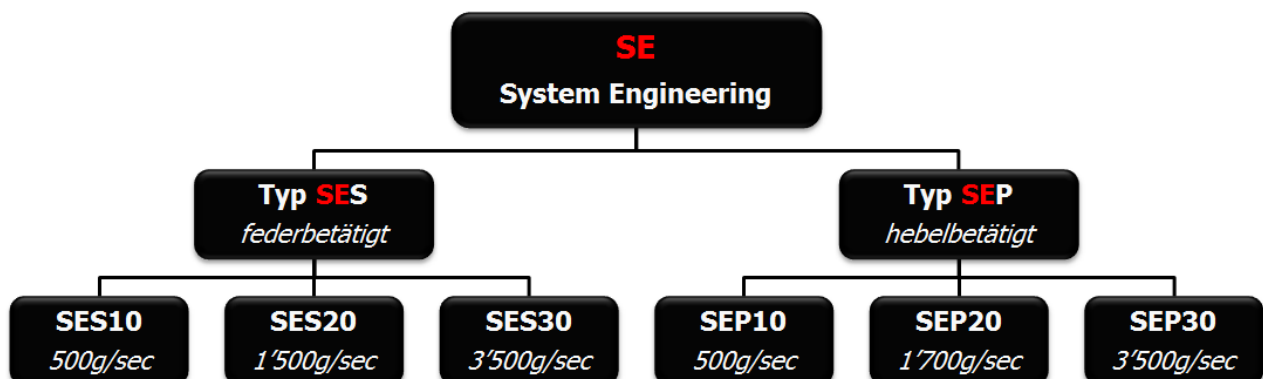 SE
System Engineering
Typ SES
federbetätigt
Typ SEP
hebelbetätigt
SES10
500g/sec
SES20
1’500g/sec
SES30
3’500g/sec
SEP10
500g/sec
SEP20
1’700g/sec
SEP30
3’500g/sec